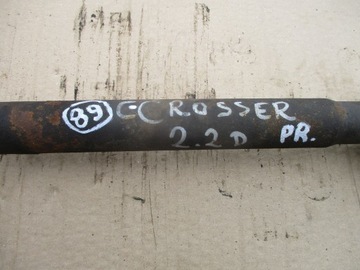 89 C-CROSSER
2.2D PR.